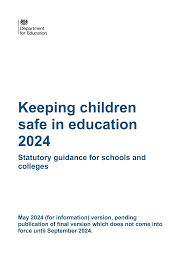 Department
for Education
Keeping children
safe in education
2024
Statutory guidance for schools and
colleges
May 2024 (for information) version, pending
publication of final version which does not come into
force until September 2024.